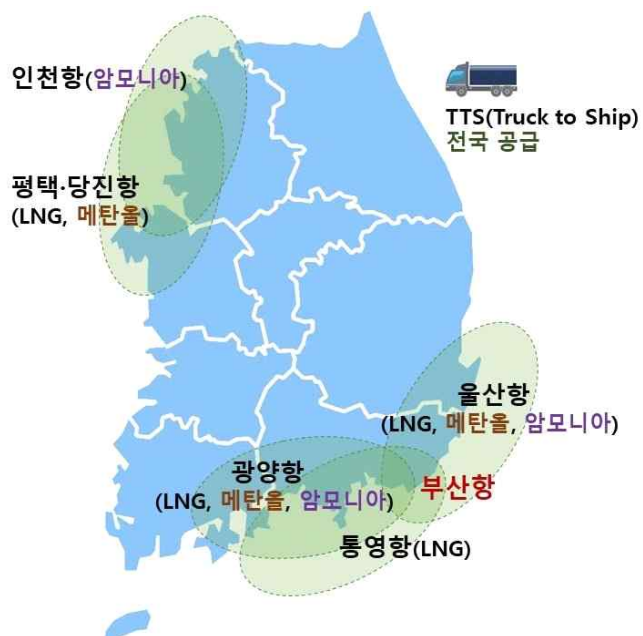 인천항(암모니아)
TTS(Truck to Ship)
전국 공급
평택·당진항
(LNG, 메탄올)
울산항
(LNG, 메탄올, 암모니아)
광양항
(LNG, 메탄올, 암모니아)
부산항
통영항(LNG)